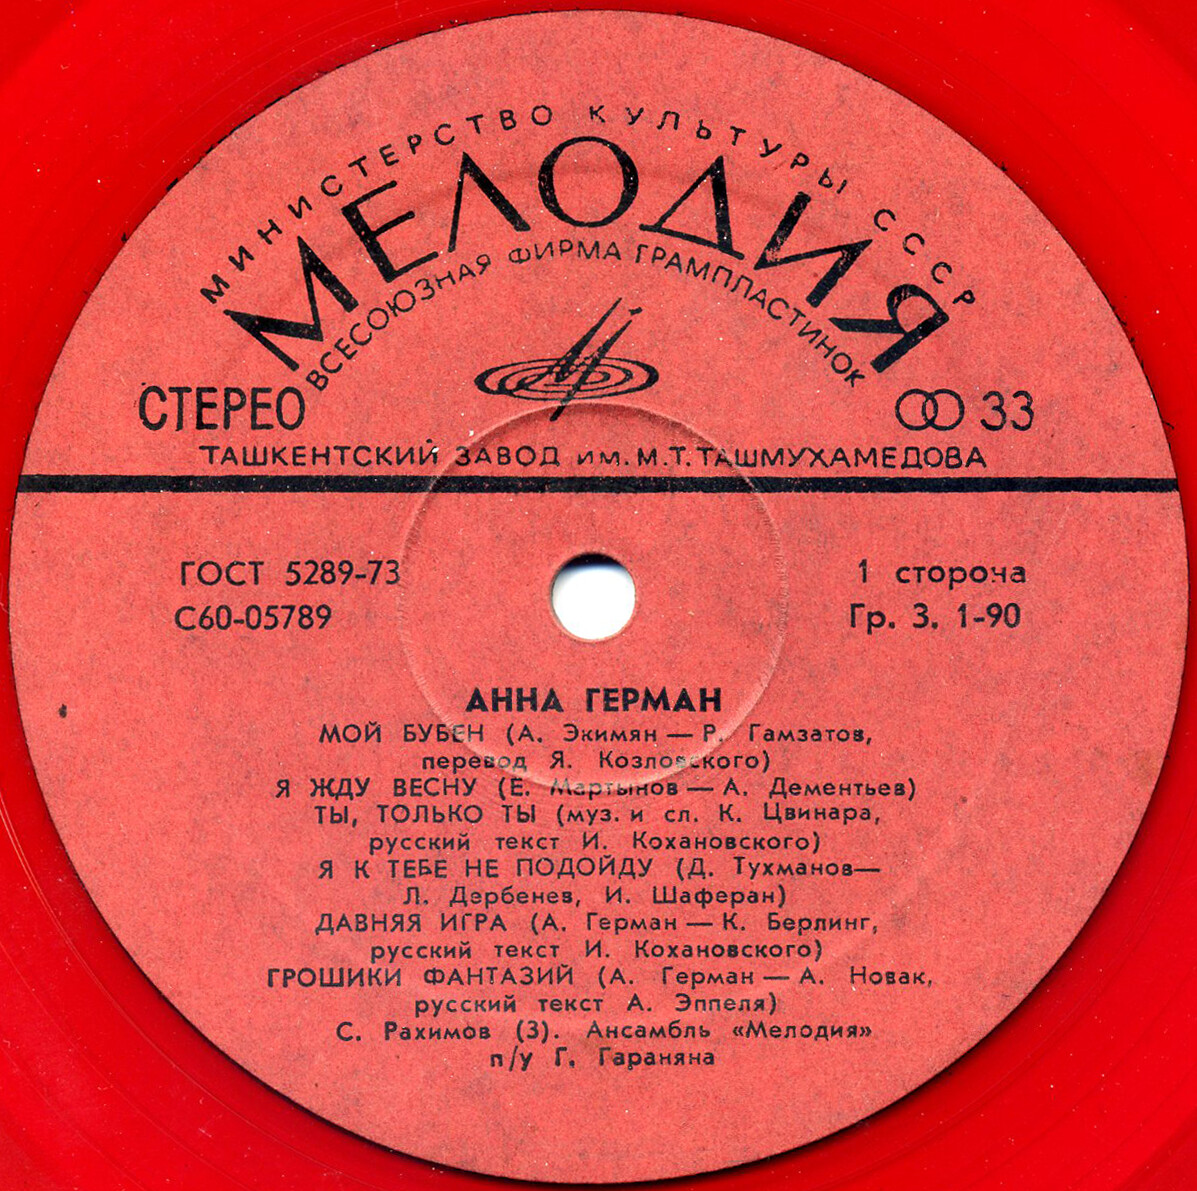 МИНИСТЕРСТВО КУЛЬТУРЫ СССР
МЕЛОДИЯ
ВСЕСОЮЗНАЯ ФИРМА ГРАМПЛАСТИНОК
СТЕРЕО
33
ТАШКЕНТСКИЙ ЗАВОД им. М.Т. ТАШМУХАМЕДОВА
ГОСТ 5289-73
1 сторона
С60-05789
Гр. 3. 1-90
АННА ГЕРМАН
МОЙ БУБЕН (А. Экимян — Р. Гамзатов,
перевод Я. Козловского)
Я ЖДУ ВЕСНУ (Е. Мартынов — А. Дементьев)
ТЫ, ТОЛЬКО ТЫ (муз. и сл. К. Цвинара,
русский текст И. Кохановского)
Я К ТЕБЕ НЕ ПОДОЙДУ (Д. Тухманов—
Л. Дербенев, И. Шаферан)
ДАВНЯЯ ИГРА (А. Герман — К. Берлинг,
русский текст И. Кохановского)
ГРОШИКИ ФАНТАЗИЙ (А. Герман — А. Новак,
русский текст А. Эппеля)
С. Рахимов (3). Ансамбль «Мелодия»
п/у Г. Гараняна